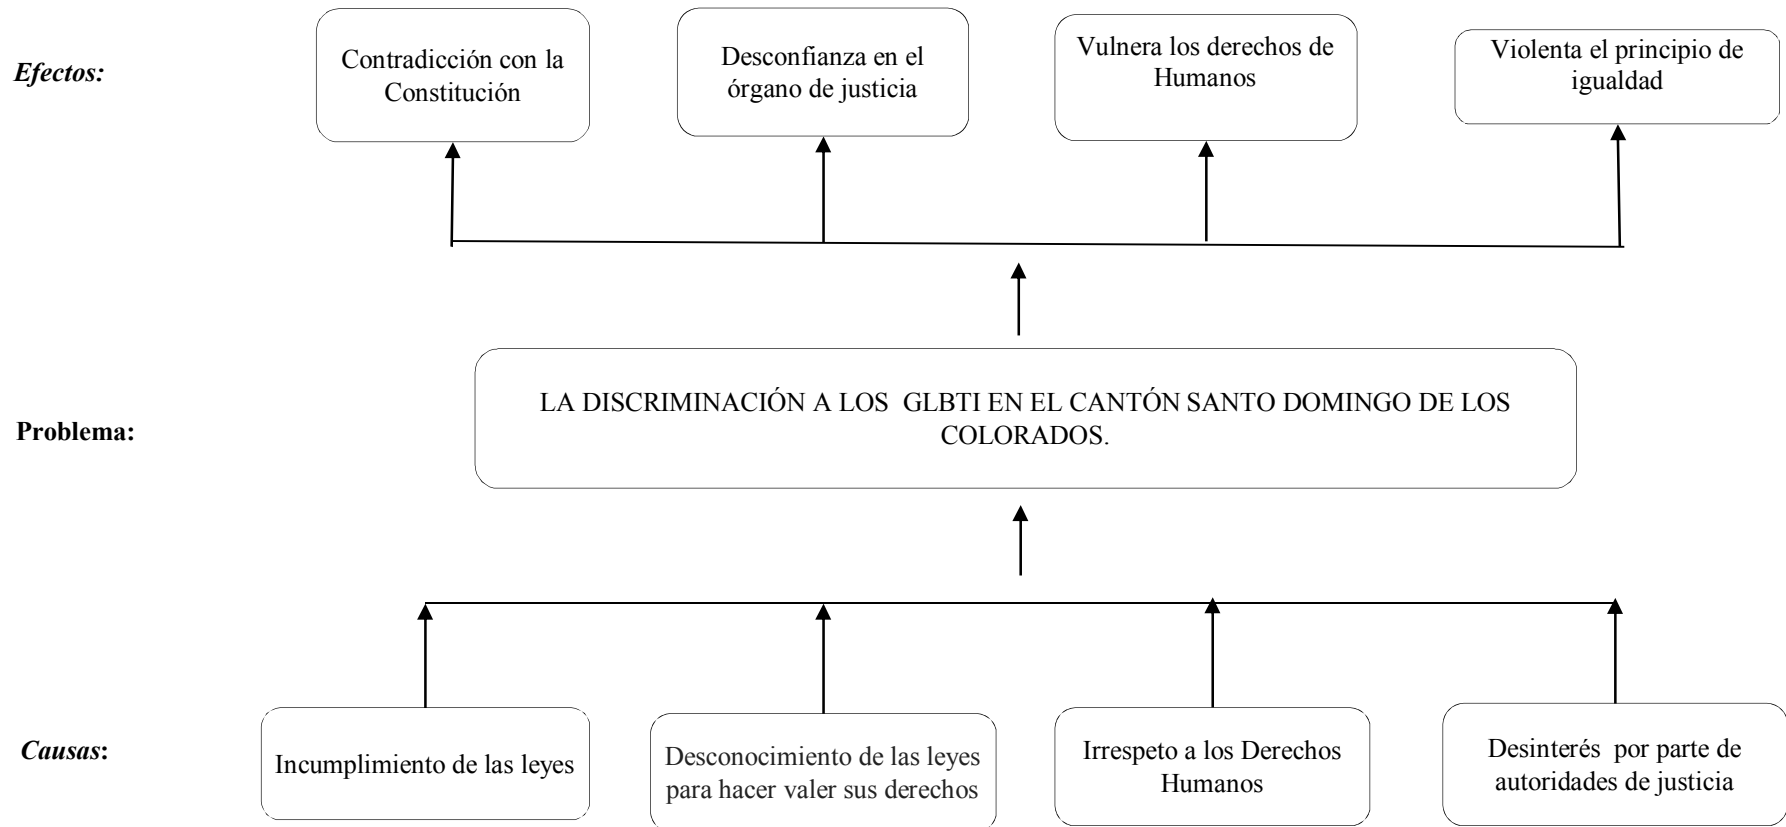 Efectos:
Contradicción con la
Constitución
Desconfianza en el
órgano de justicia
Vulnera los derechos de
Humanos
Violenta el principio de
igualdad
Problema:
LA DISCRIMINACIÓN A LOS GLBTI EN EL CANTÓN SANTO DOMINGO DE LOS
COLORADOS.
Causas:
Incumplimiento de las leyes
Desconocimiento de las leyes
para hacer valer sus derechos
Irrespeto a los Derechos
Humanos
Desinterés por parte de
autoridades de justicia